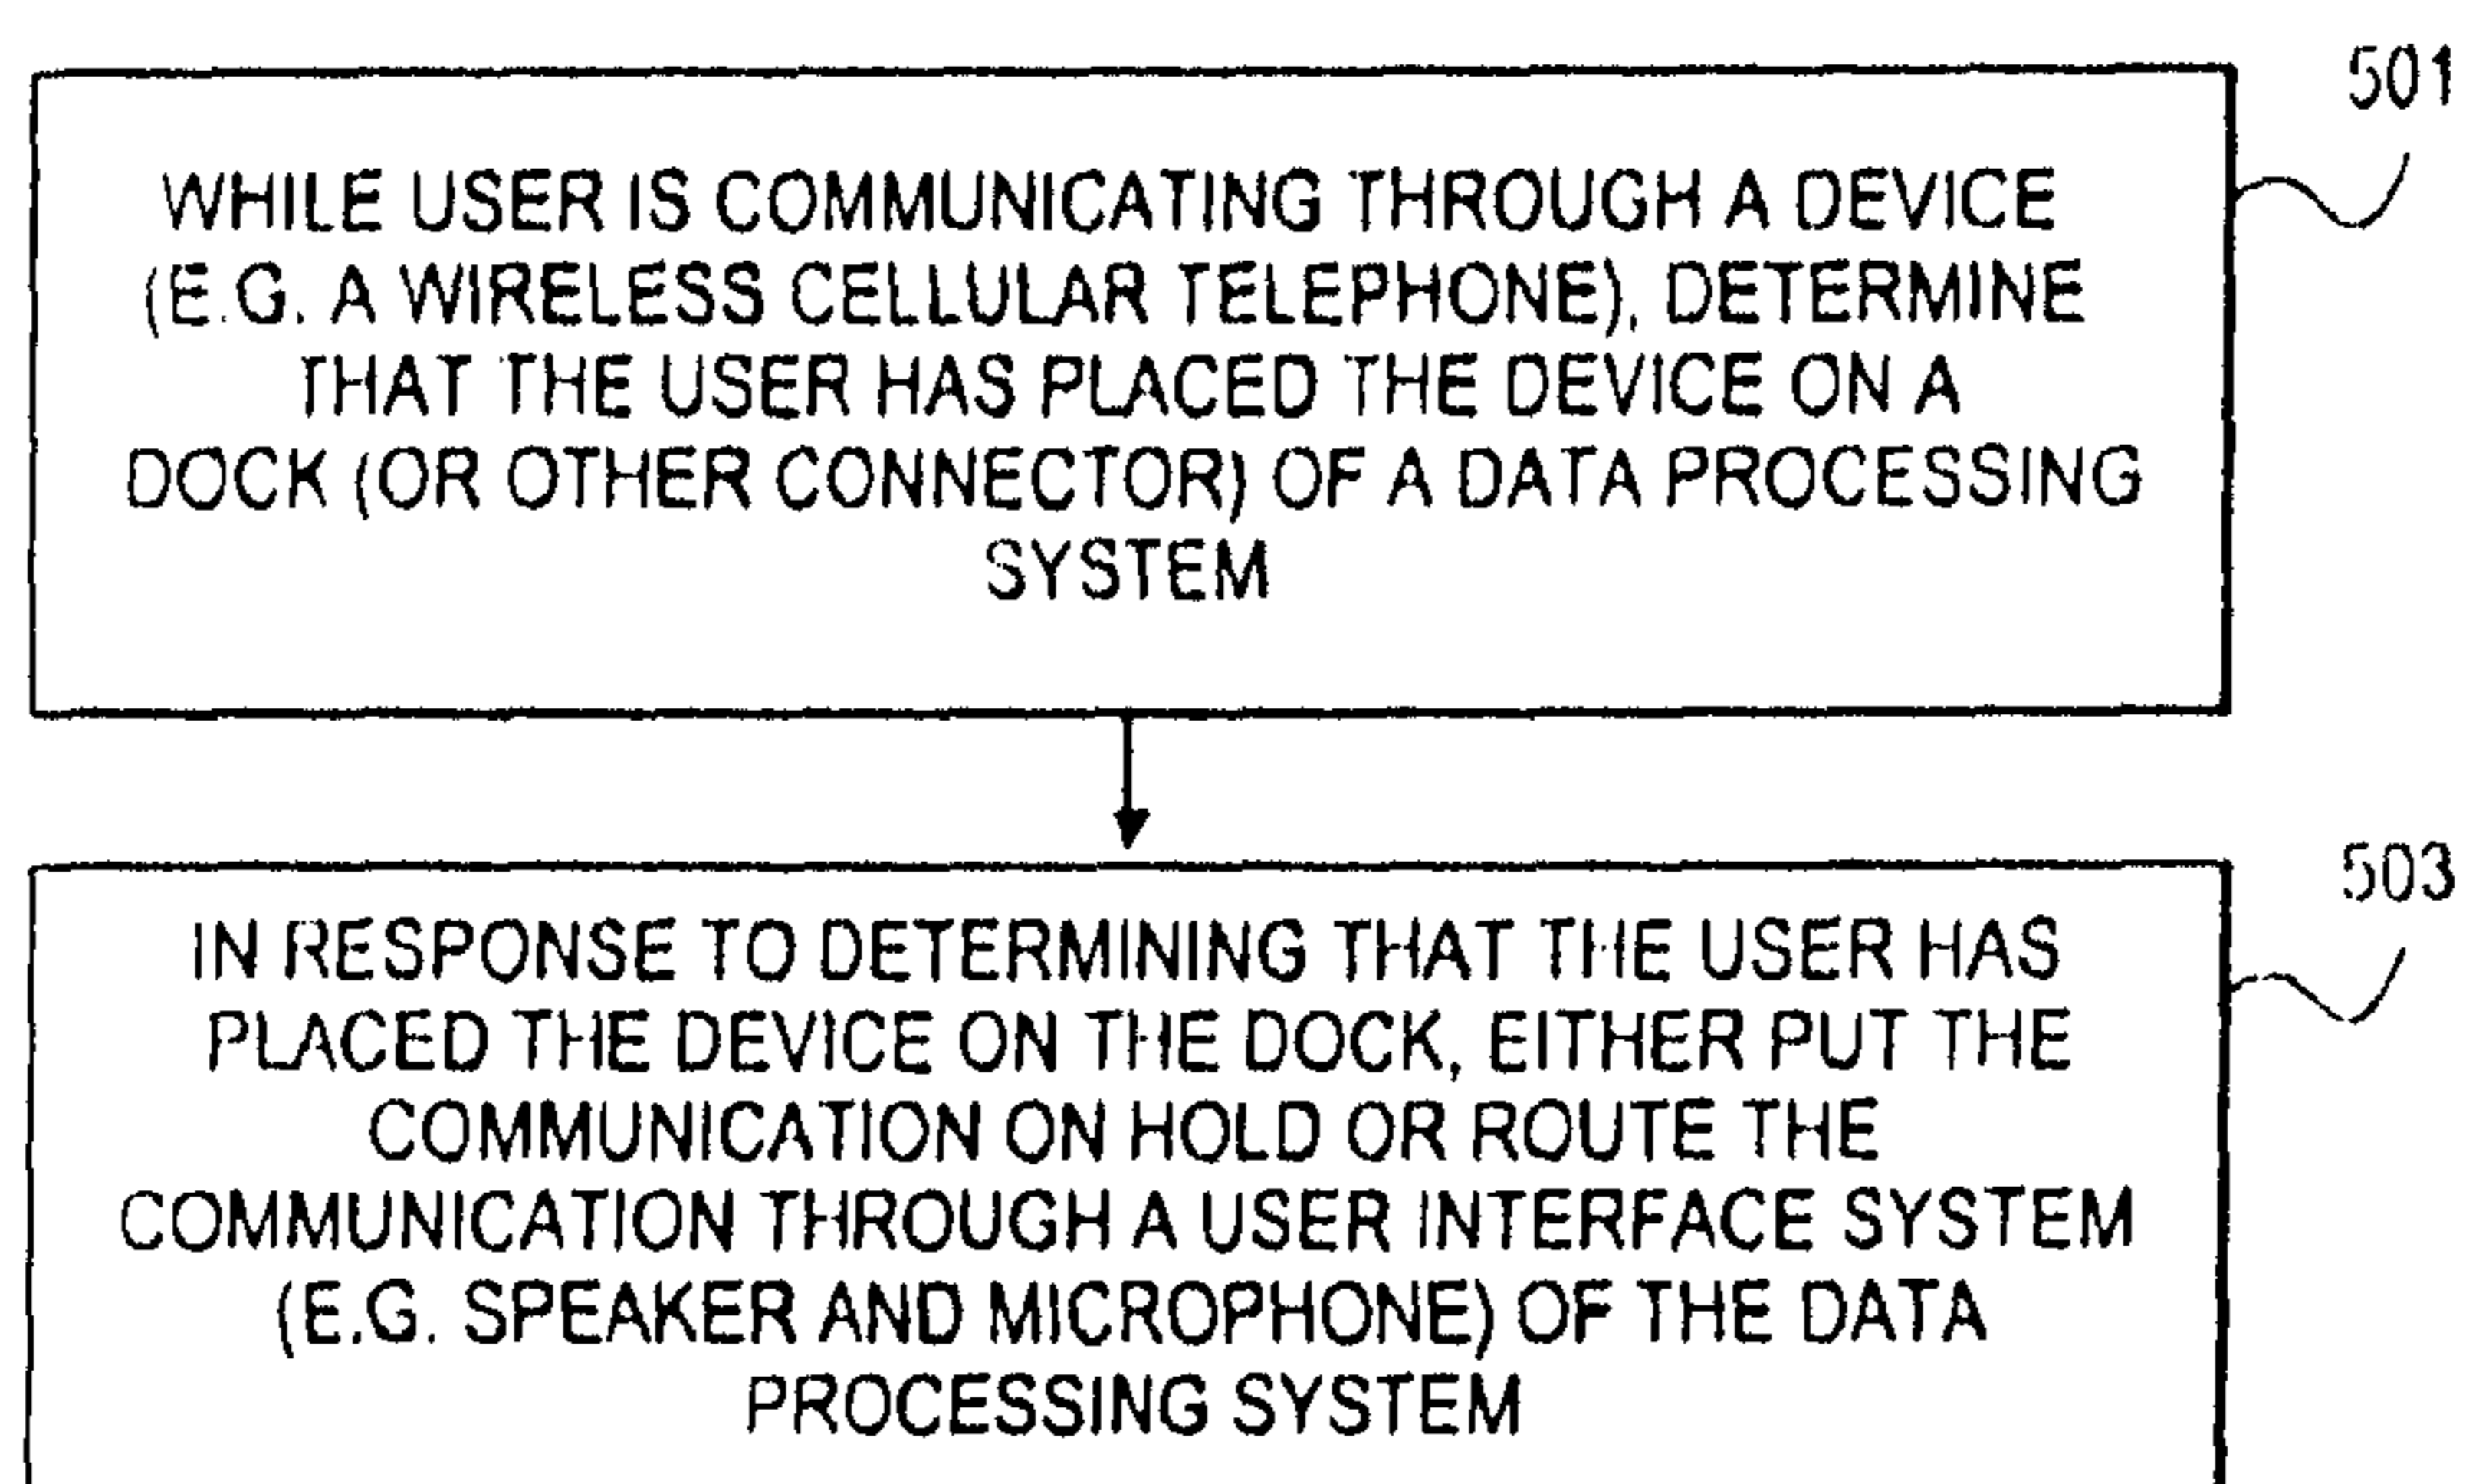 501
WHILE USER IS COMMUNICATING THROUGH A DEVICE
(E.G. A WIRELESS CELLULAR TELEPHONE), DETERMINE
THAT THE USER HAS PLACED THE DEVICE ON A
DOCK (OR OTHER CONNECTOR) OF A DATA PROCESSING
SYSTEM
503
IN RESPONSE TO DETERMINING THAT THE USER HAS
PLACED THE DEVICE ON THE DOCK, EITHER PUT THE
COMMUNICATION ON HOLD OR ROUTE THE
COMMUNICATION THROUGH A USER INTERFACE SYSTEM
(E.G. SPEAKER AND MICROPHONE) OF THE DATA
PROCESSING SYSTEM